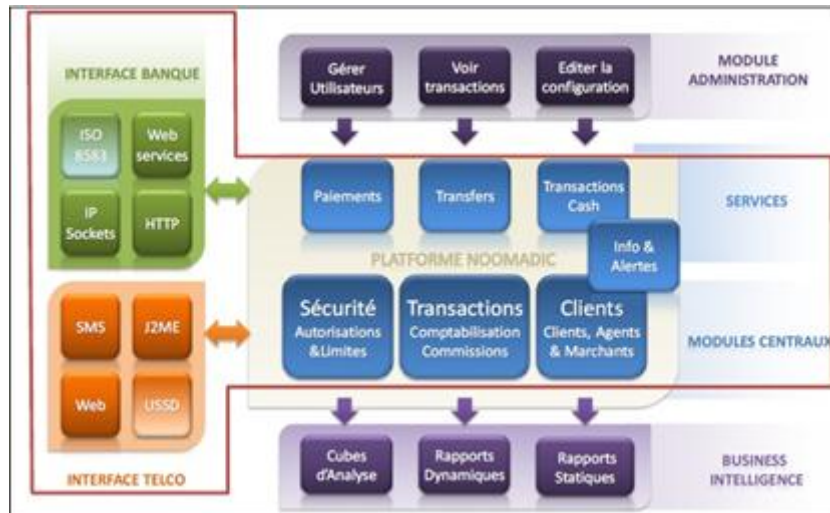 INTERFACE BANQUE
ISO
8583
Web
services
IP
Sockets
HTTP
SMS
J2ME
Web
USSD
INTERFACE TELCO
Gérer
Utilisateurs
Voir
transactions
Editer la
configuration
MODULE
ADMINISTRATION
Paiements
Transfers
Transactions
Cash
Info &
Alertes
SERVICES
PLATFORME NOOMADIC
Sécurité
Autorisations
&Limites
Transactions
Comptabilisation
Commissions
Clients
Clients, Agents
& Marchants
MODULES CENTRAUX
Cubes
d'Analyse
Rapports
Dynamiques
Rapports
Statiques
BUSINESS
INTELLIGENCE